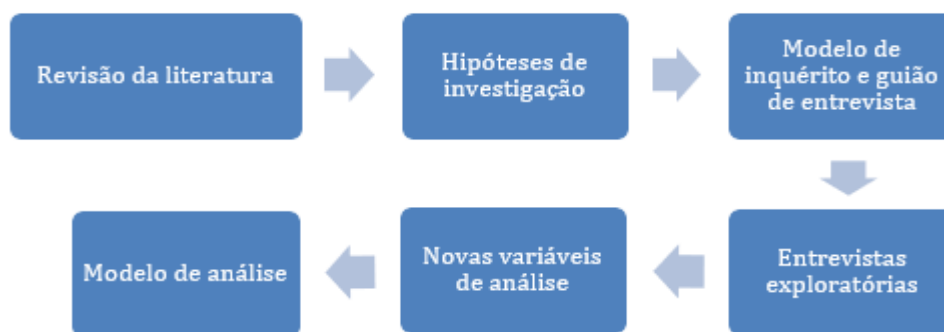 Revisão da literatura
Hipóteses de
investigação
Modelo de
inquérito e guião
de entrevista
Entrevistas
exploratórias
Novas variáveis
de análise
Modelo de análise